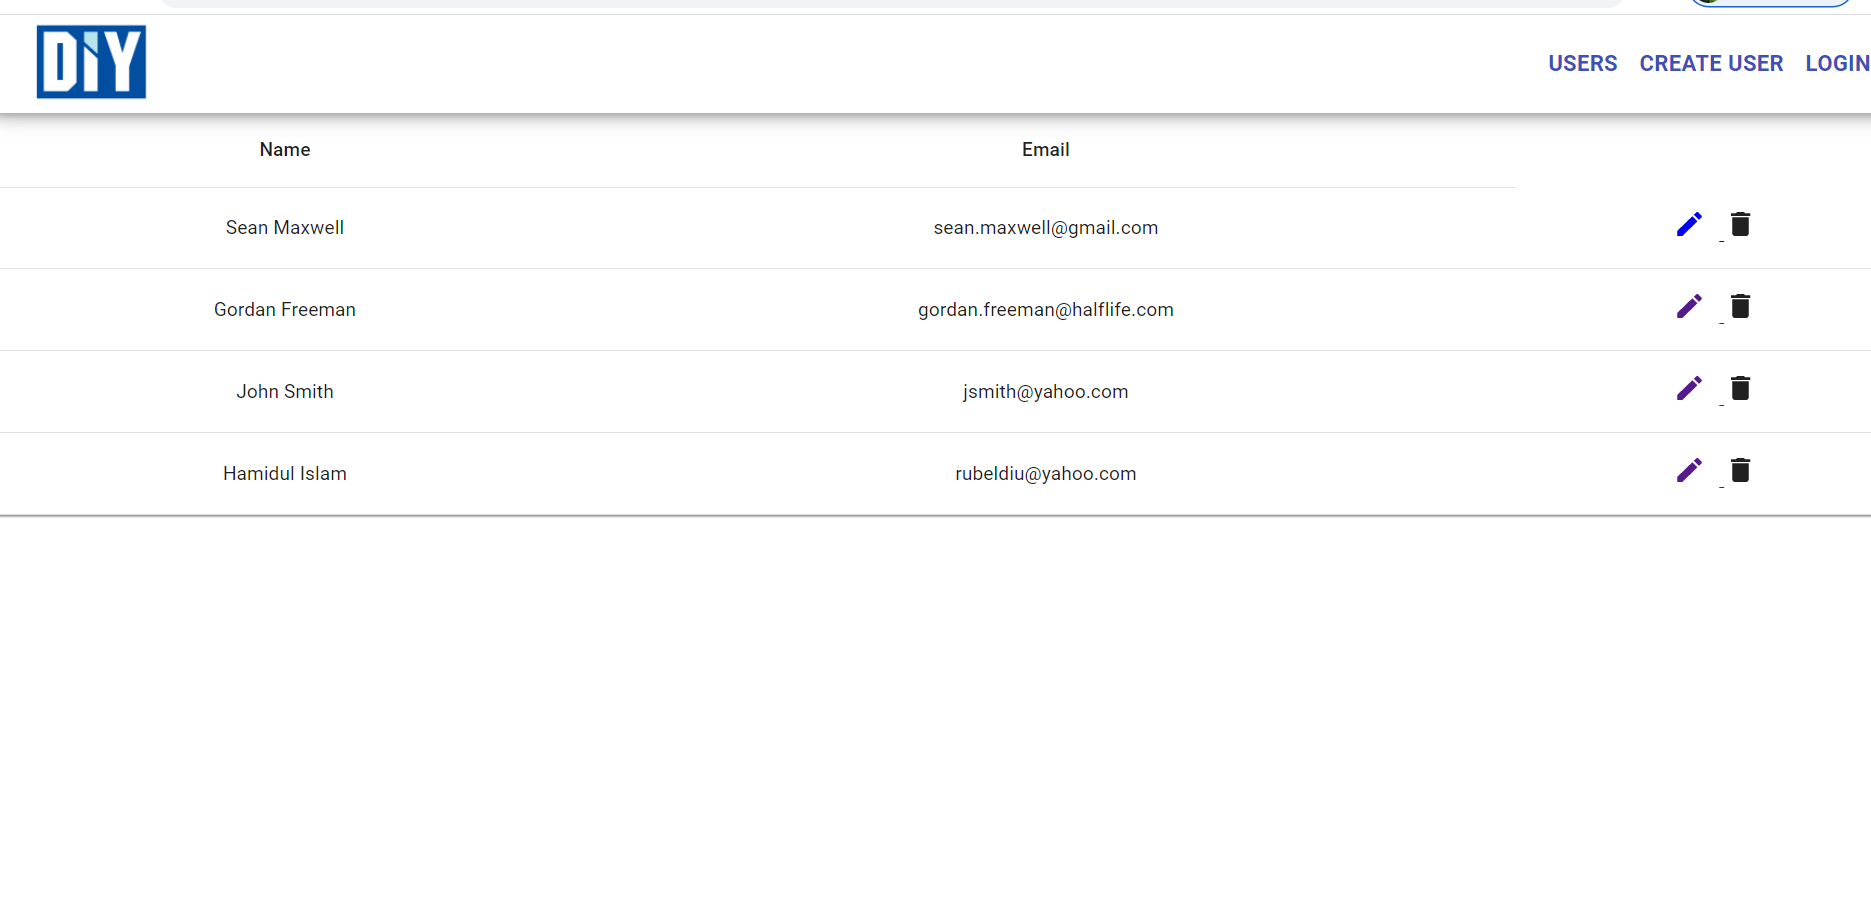 DiY
USERS CREATE USER LOGIN
Name Email
Sean Maxwell sean.maxwell@gmail.com
Gordan Freeman gordan.freeman@halflife.com
John Smith jsmith@yahoo.com
Hamidul Islam rubeldiu@yahoo.com